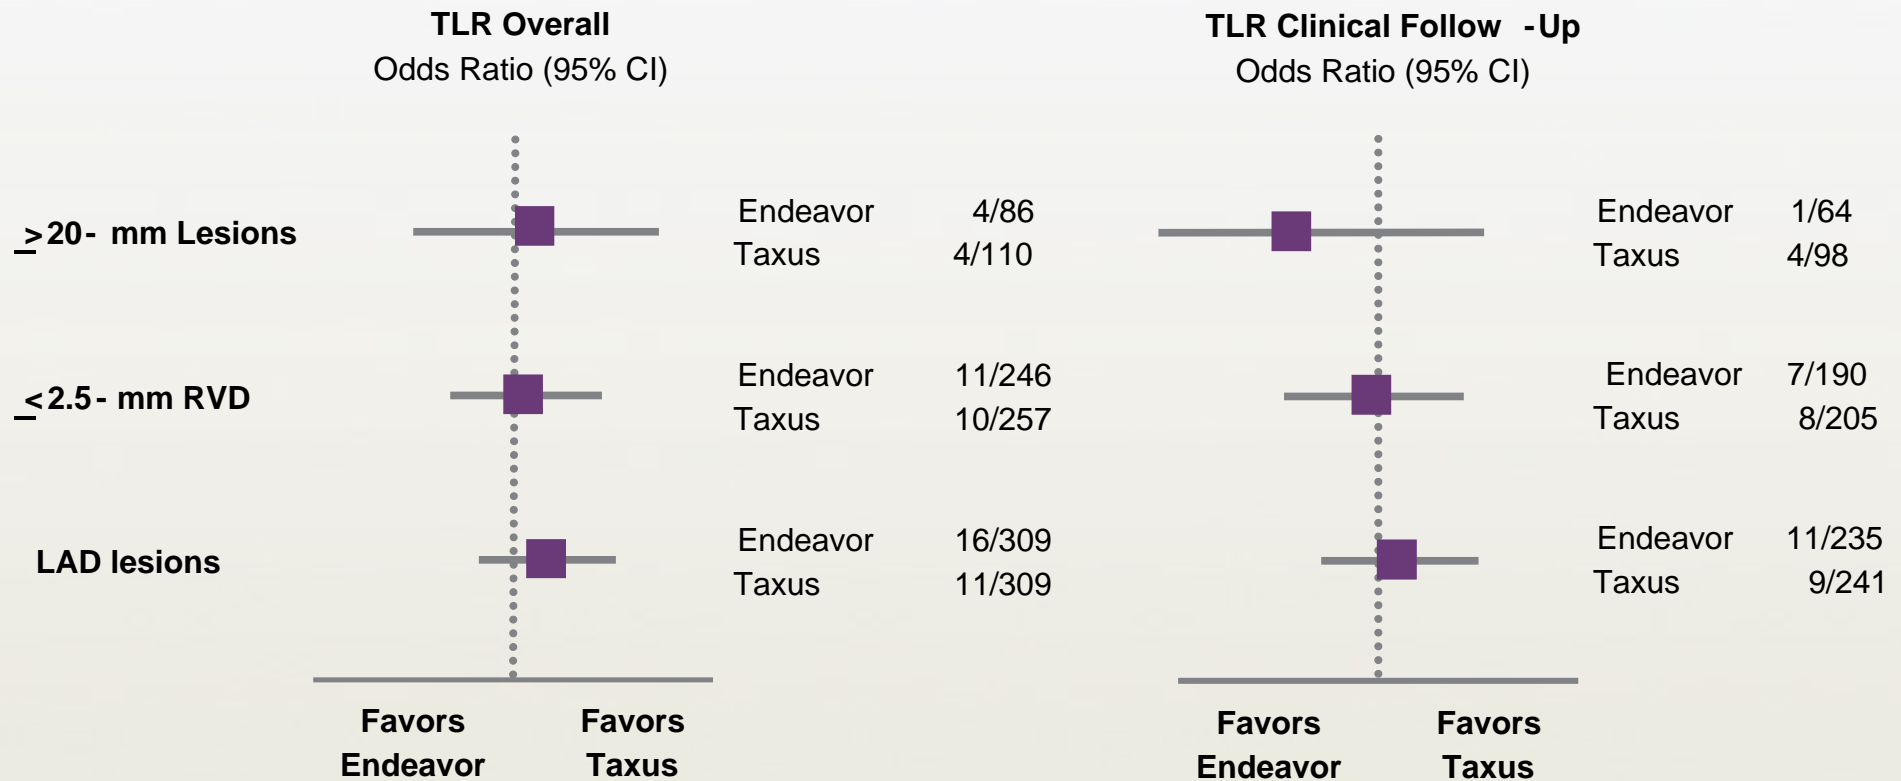 TLR Overall
Odds Ratio (95% CI)
TLR Clinical Follow -Up
Odds Ratio (95% CI)
≥20- mm Lesions
Endeavor 4/86
Taxus 4/110
Endeavor 1/64
Taxus 4/98
≤2.5- mm RVD
Endeavor 11/246
Taxus 10/257
Endeavor 7/190
Taxus 8/205
LAD lesions
Endeavor 16/309
Taxus 11/309
Endeavor 11/235
Taxus 9/241
Favors
Endeavor
Favors
Taxus
Favors
Endeavor
Favors
Taxus